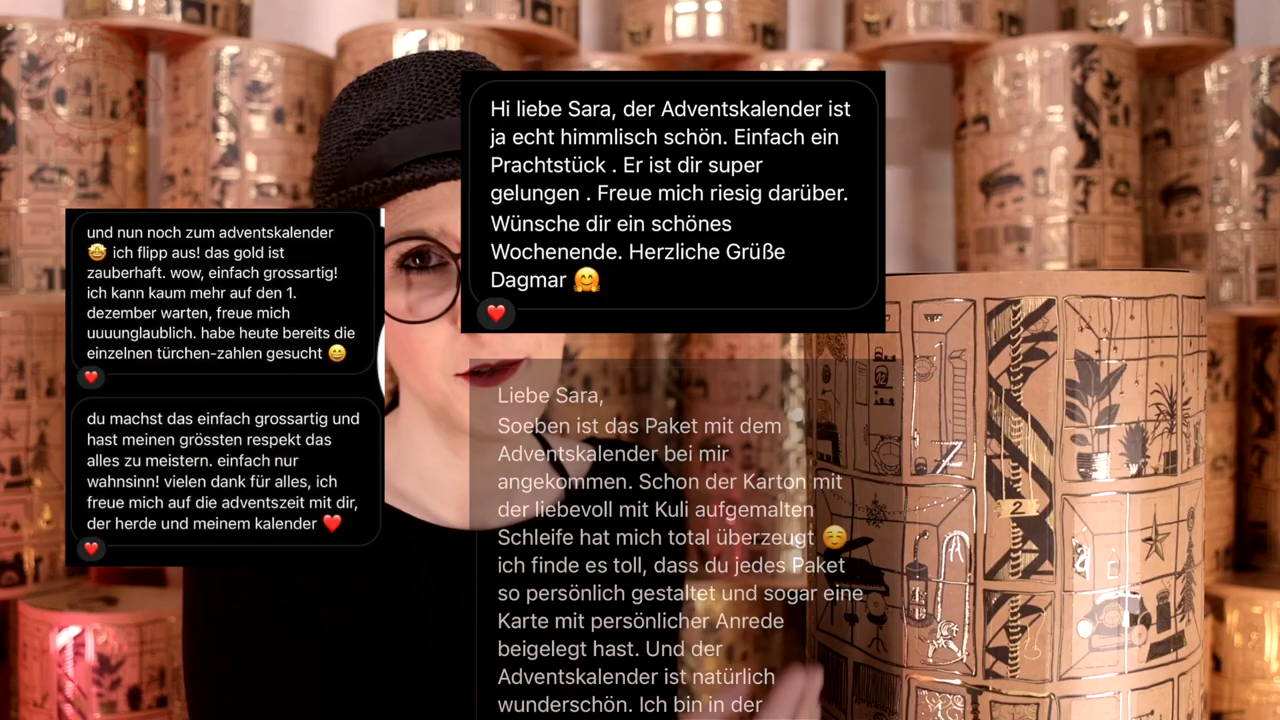 und nun noch zum adventskalender
🤩 ich flipp aus! das gold ist
zauberhaft. wow, einfach grossartig!
ich kann kaum mehr auf den 1.
dezember warten, freue mich
uuuunglaublich. habe heute bereits die
einzelnen türchen-zahlen gesucht 😄
du machst das einfach grossartig und
hast meinen grössten respekt das
alles zu meistern. einfach nur
wahnsinn! vielen dank für alles, ich
freue mich auf die adventszeit mit dir,
der herde und meinem kalender ❤️
Hi liebe Sara, der Adventskalender ist
ja echt himmlisch schön. Einfach ein
Prachtstück . Er ist dir super
gelungen . Freue mich riesig darüber.
Wünsche dir ein schönes
Wochenende. Herzliche Grüße
Dagmar 🤗
Liebe Sara,
Soeben ist das Paket mit dem
Adventskalender bei mir
angekommen. Schon der Karton mit
der liebevoll mit Kuli aufgemalten
Schleife hat mich total überzeugt ☺️
ich finde es toll, dass du jedes Paket
so persönlich gestaltet und sogar eine
Karte mit persönlicher Anrede
beigelegt hast. Und der
Adventskalender ist natürlich
wunderschön. Ich bin in der
2